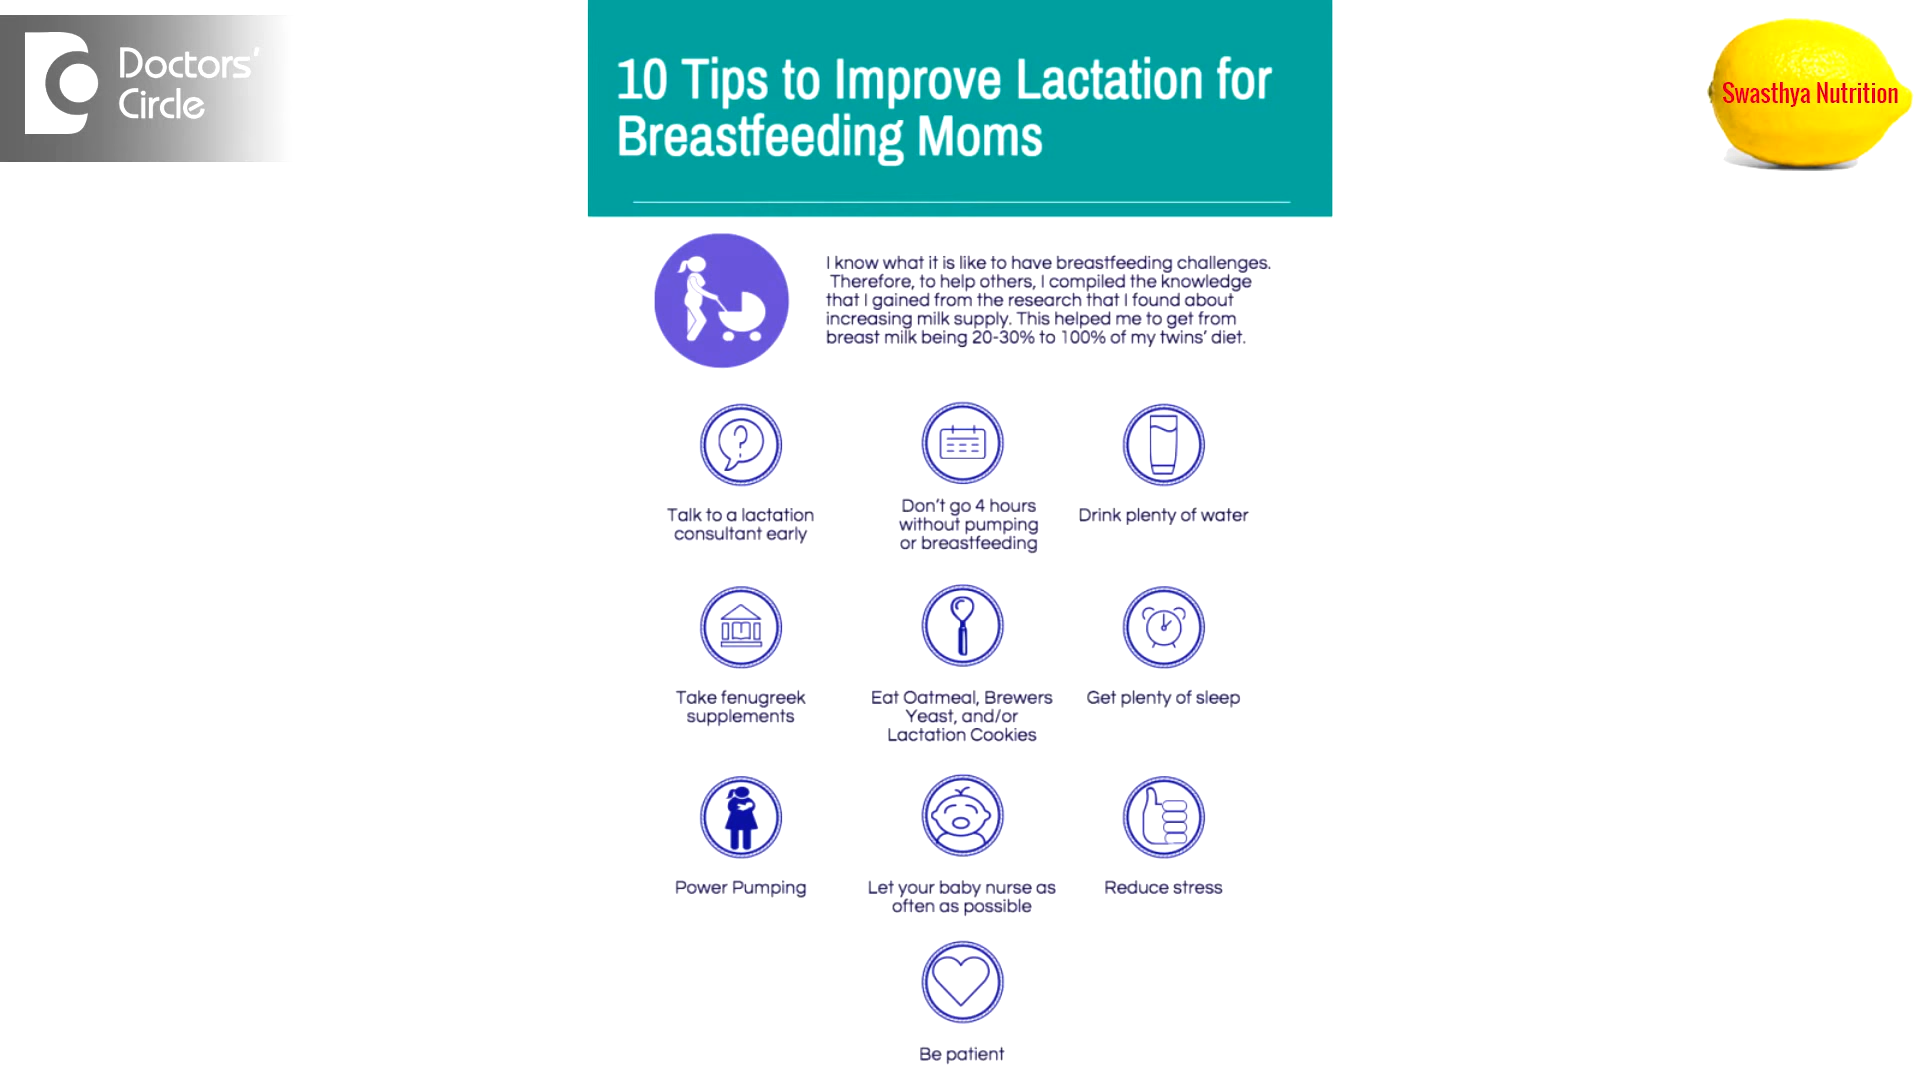 Doctors'
Circle
10 Tips to Improve Lactation for
Breastfeeding Moms
Swasthya Nutrition
I know what it is like to have breastfeeding challenges.
Therefore, to help others, I compiled the knowledge
that I gained from the research that I found about
increasing milk supply. This helped me to get from
breast milk being 20-30% to 100% of my twins' diet.
Talk to a lactation
consultant early
Don't go 4 hours
without pumping
or breastfeeding
Drink plenty of water
Take fenugreek
supplements
Eat Oatmeal, Brewers
Yeast, and/or
Lactation Cookies
Get plenty of sleep
Power Pumping
Let your baby nurse as
often as possible
Reduce stress
Be patient